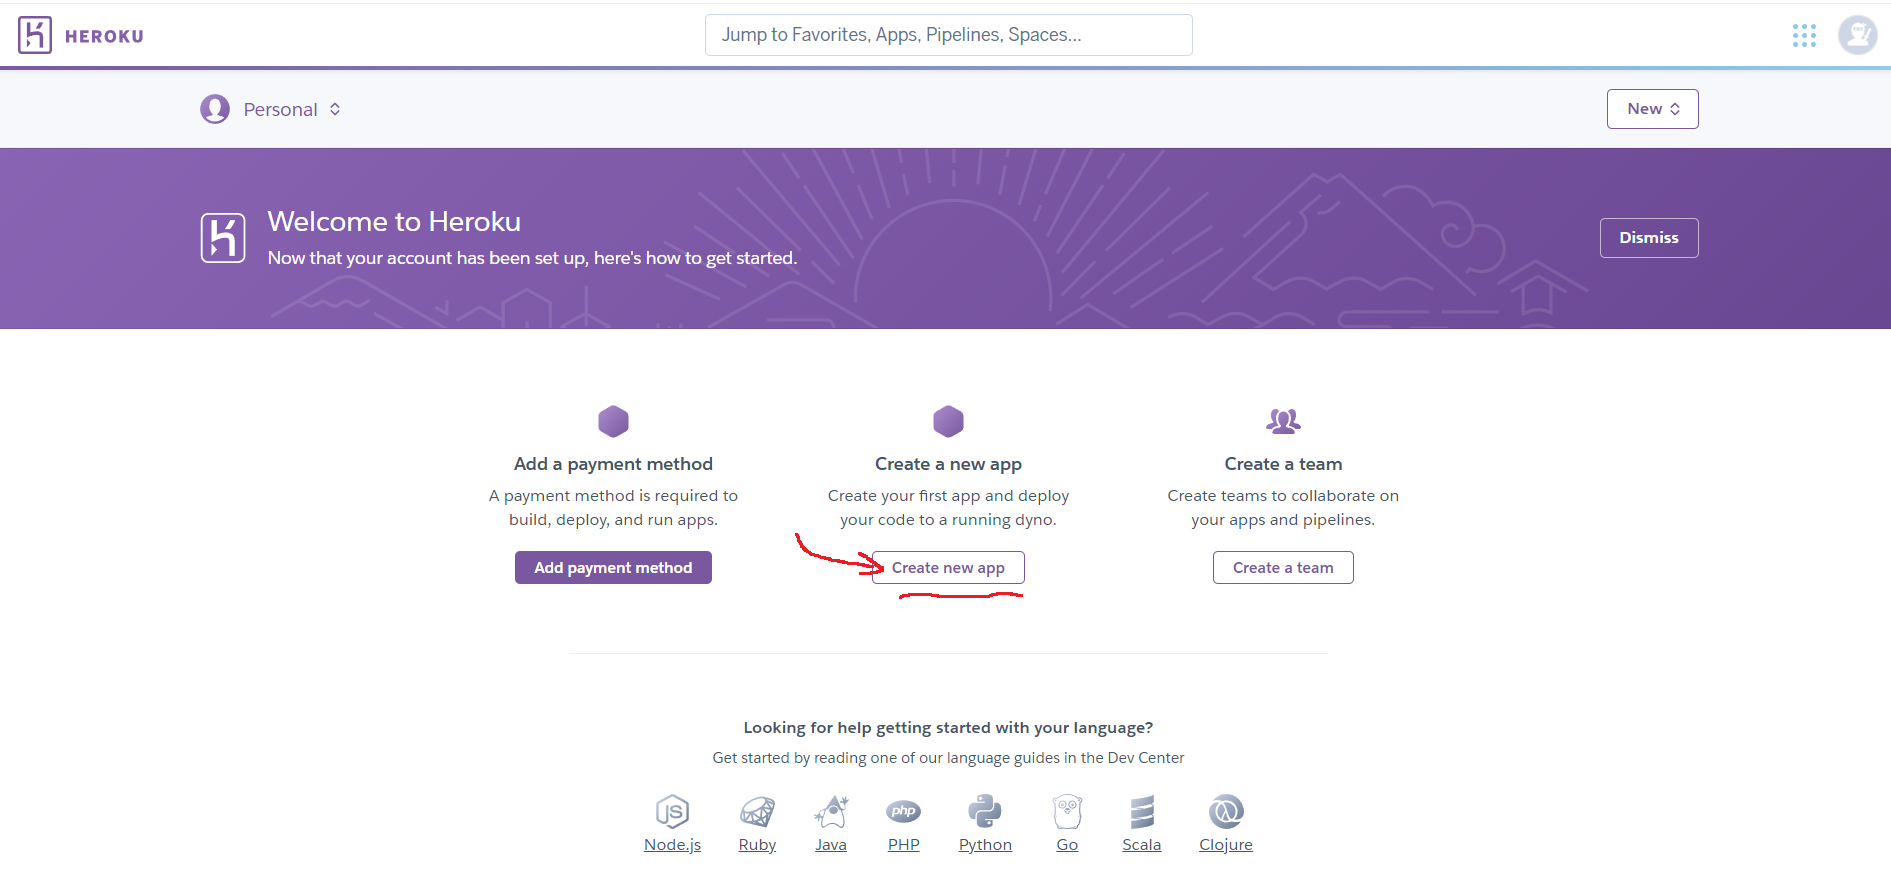 HEROKU
Jump to Favorites, Apps, Pipelines, Spaces...
Personal
New
Welcome to Heroku
Now that your account has been set up, here's how to get started.
Dismiss
Add a payment method
A payment method is required to
build, deploy, and run apps.
Add payment method
Create a new app
Create your first app and deploy
your code to a running dyno.
Create new app
Create a team
Create teams to collaborate on
your apps and pipelines.
Create a team
Looking for help getting started with your language?
Get started by reading one of our language guides in the Dev Center
JS
php
Node.js
Ruby
Java
PHP
Python
Go
Scala
Clojure